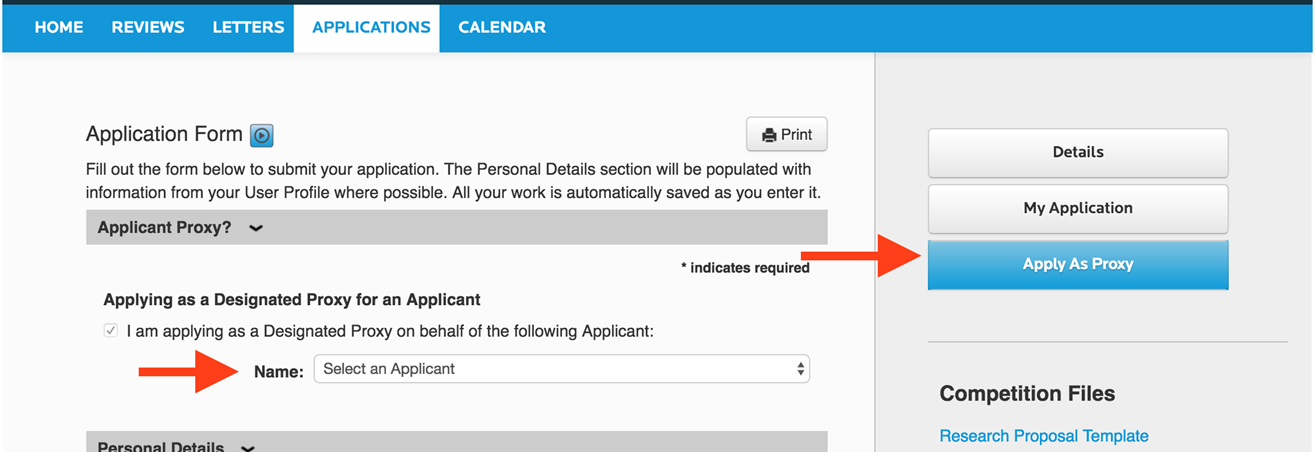 HOME REVIEWS LETTERS APPLICATIONS CALENDAR
Application Form
Print
Fill out the form below to submit your application. The Personal Details section will be populated with
information from your User Profile where possible. All your work is automatically saved as you enter it.
Applicant Proxy?
* indicates required
Applying as a Designated Proxy for an Applicant
I am applying as a Designated Proxy on behalf of the following Applicant:
Name: Select an Applicant
Personal Details
Details
My Application
Apply As Proxy
Competition Files
Research Proposal Template